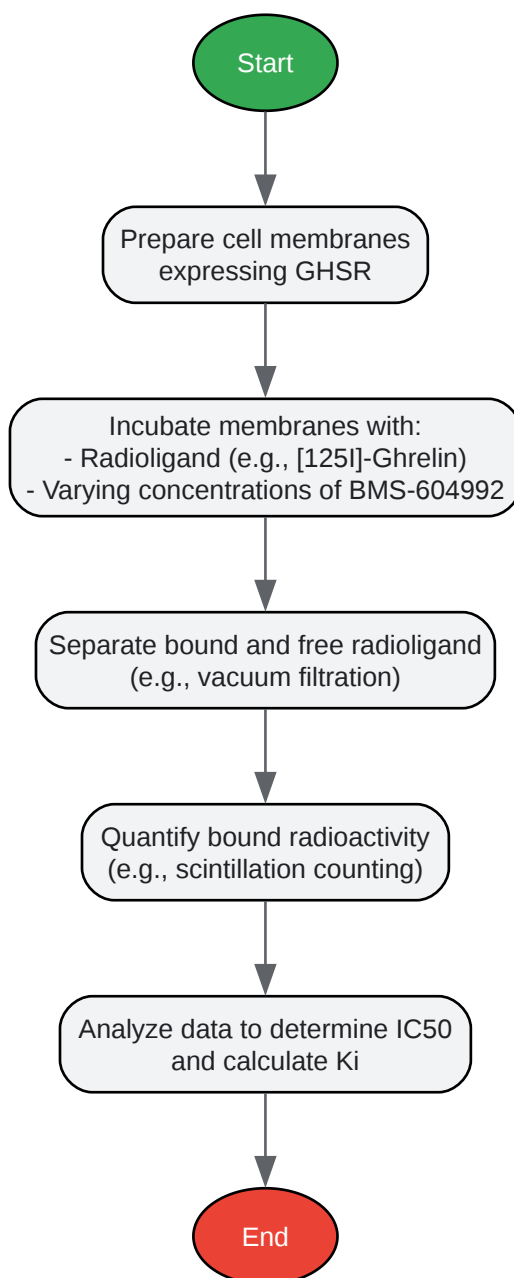 Start
Prepare cell membranes
expressing GHSR
Incubate membranes with:
- Radioligand (e.g., [125I]-Ghrelin)
- Varying concentrations of BMS-604992
Separate bound and free radioligand
(e.g., vacuum filtration)
Quantify bound radioactivity
(e.g., scintillation counting)
Analyze data to determine IC50
and calculate Ki
End